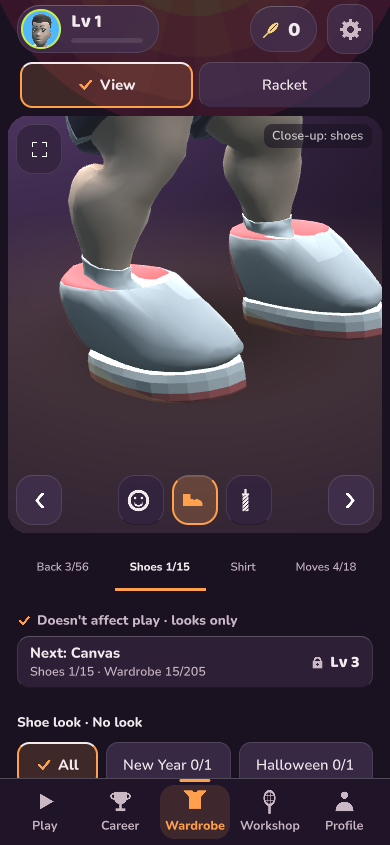 Lv 1
0
View
Racket
Close-up: shoes
Back 3/56
Shoes 1/15
Shirt
Moves 4/18
Doesn't affect play · looks only
Next: Canvas
Shoes 1/15 · Wardrobe 15/205
Lv 3
Shoe look · No look
All
New Year 0/1
Halloween 0/1
Play
Career
Wardrobe
Workshop
Profile